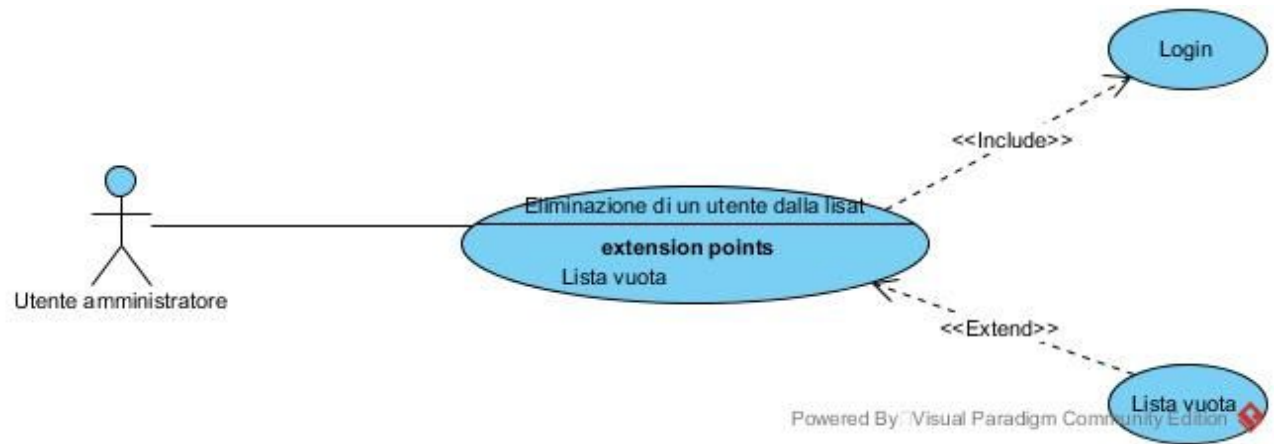 Login
<<Include>>
Eliminazione di un utente dalla lisat
extension points
Lista vuota
Utente amministratore
<<Extend>>
Lista vuota
Powered By Visual Paradigm Community Edition